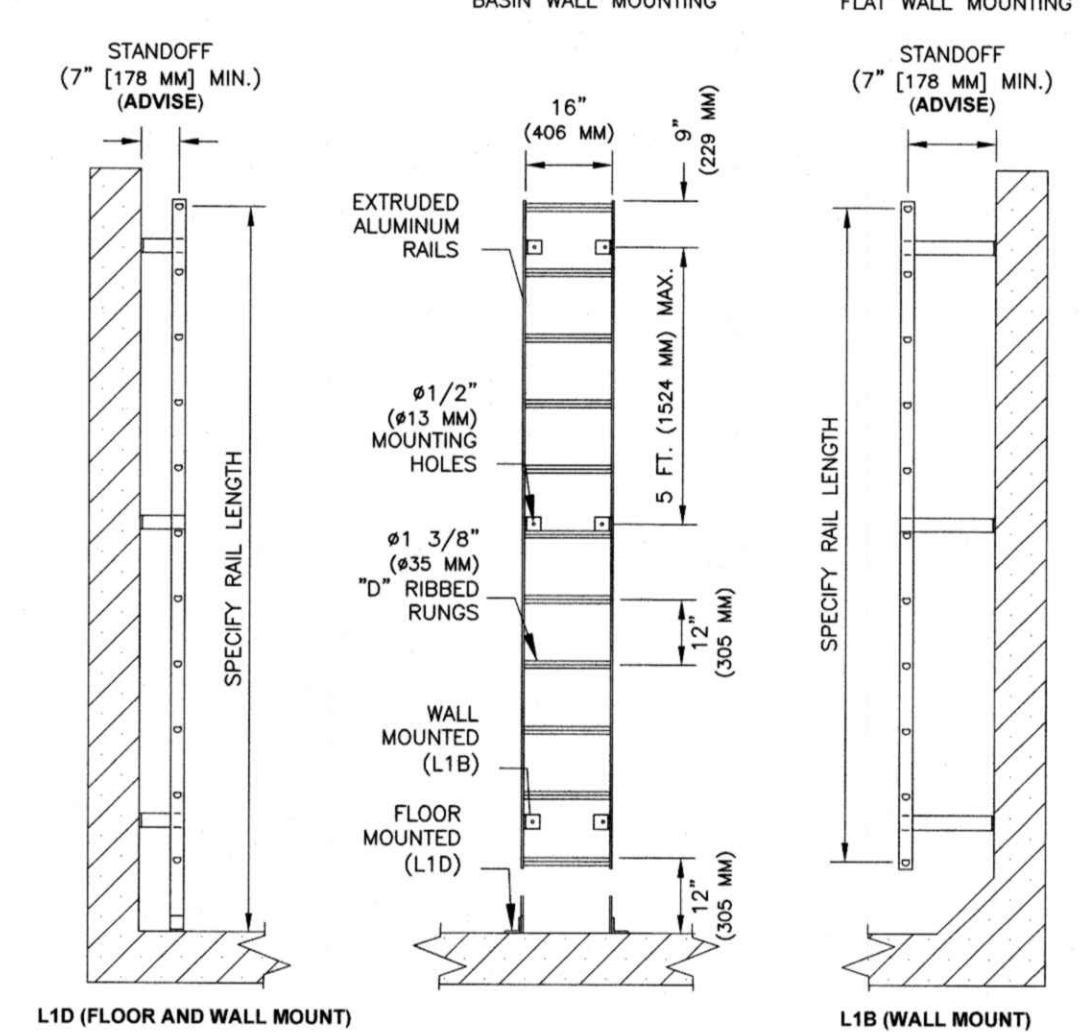 BASIN WALL MOUNTING
FLAT WALL MOUNTING
STANDOFF
(7" [178 MM] MIN.)
(ADVISE)
SPECIFY RAIL LENGTH
L1D (FLOOR AND WALL MOUNT)
16"
(406 MM)
9"
(229 MM)
EXTRUDED
ALUMINUM
RAILS
5 FT. (1524 MM) MAX.
ø1/2"
(ø13 MM)
MOUNTING
HOLES
ø1 3/8"
(ø35 MM)
"D" RIBBED
RUNGS
12"
(305 MM)
WALL
MOUNTED
(L1B)
FLOOR
MOUNTED
(L1D)
12"
(305 MM)
STANDOFF
(7" [178 MM] MIN.)
(ADVISE)
SPECIFY RAIL LENGTH
L1B (WALL MOUNT)